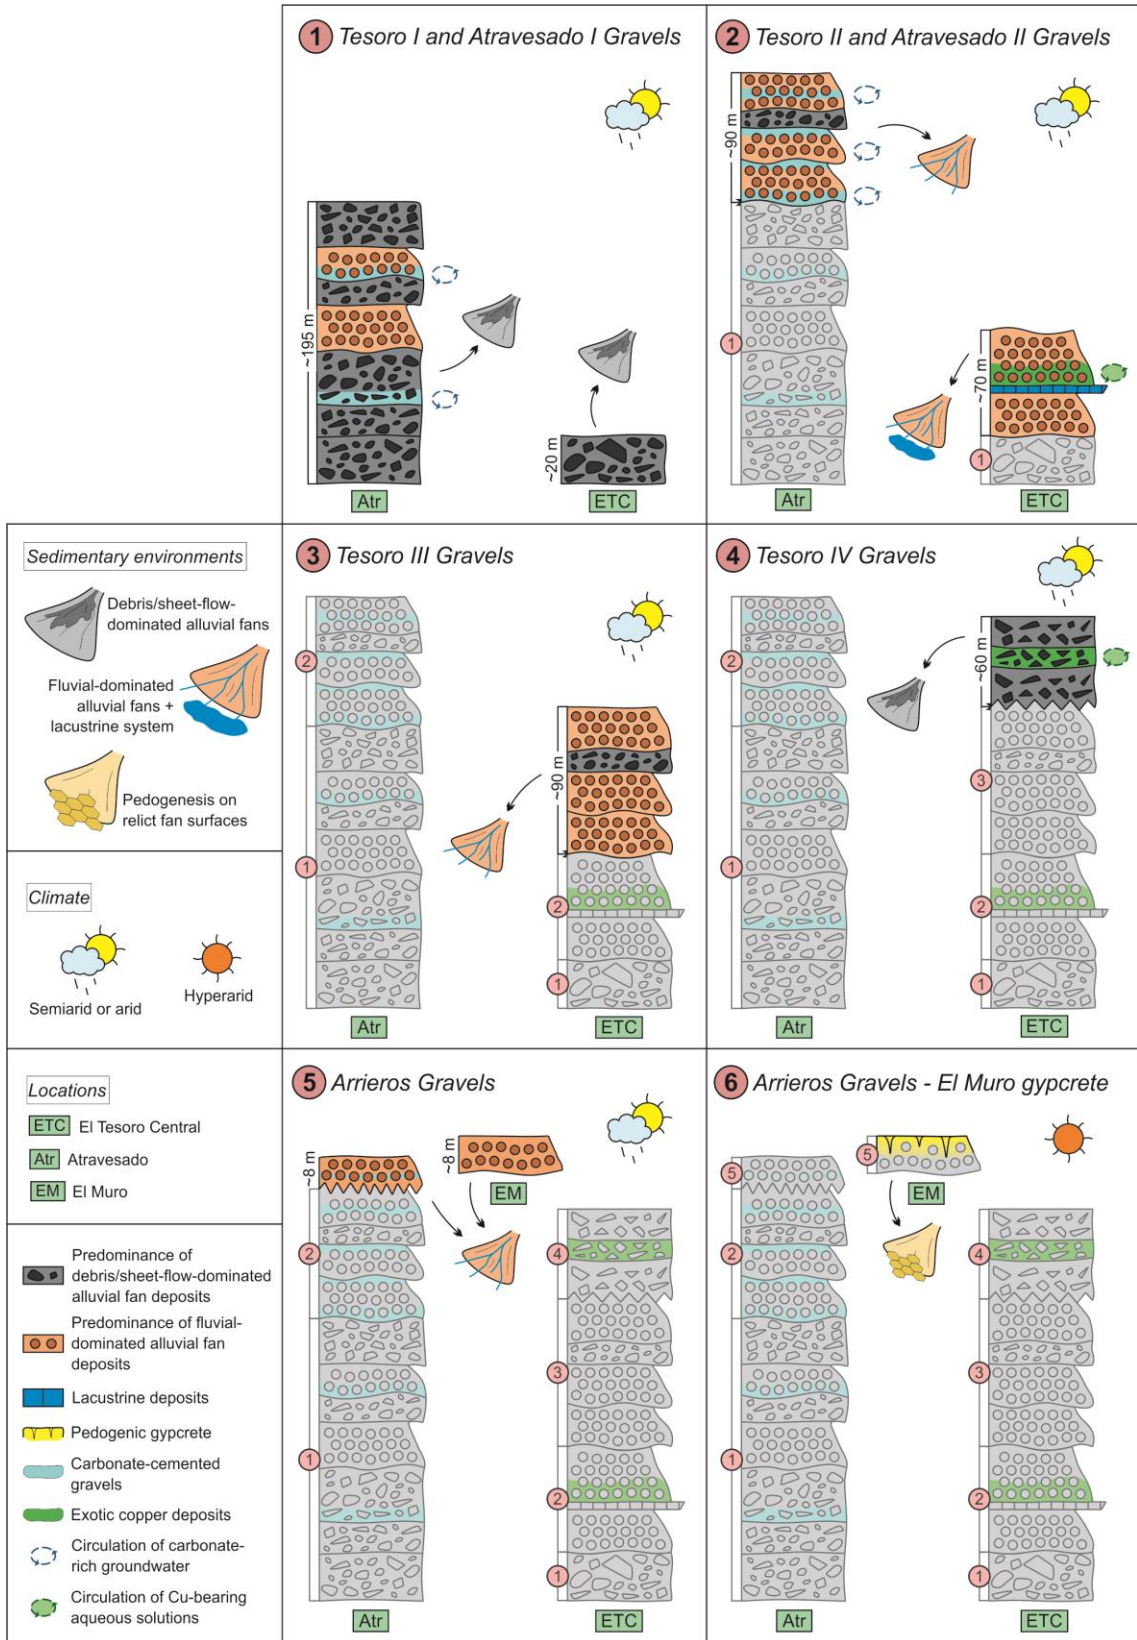 1 Tesoro I and Atravesado I Gravels
~195 m
Atr
~20 m
ETC
2 Tesoro II and Atravesado II Gravels
~90 m
1
Atr
~70 m
1
ETC
Sedimentary environments
Debris/sheet-flow-
dominated alluvial fans
Fluvial-dominated
alluvial fans +
lacustrine system
Pedogenesis on
relict fan surfaces
Climate
Semiarid or arid
Hyperarid
Locations
ETC El Tesoro Central
Atr Atravesado
EM El Muro
Predominance of
debris/sheet-flow-dominated
alluvial fan deposits
Predominance of fluvial-
dominated alluvial fan
deposits
Lacustrine deposits
Pedogenic gypcrete
Carbonate-cemented
gravels
Exotic copper deposits
Circulation of carbonate-
rich groundwater
Circulation of Cu-bearing
aqueous solutions
3 Tesoro III Gravels
2
1
Atr
~90 m
2
1
ETC
4 Tesoro IV Gravels
2
1
Atr
~60 m
3
2
1
ETC
5 Arrieros Gravels
~8 m
2
1
Atr
~8 m
EM
4
3
2
1
ETC
6 Arrieros Gravels - El Muro gypcrete
5
2
1
Atr
5
EM
4
3
2
1
ETC